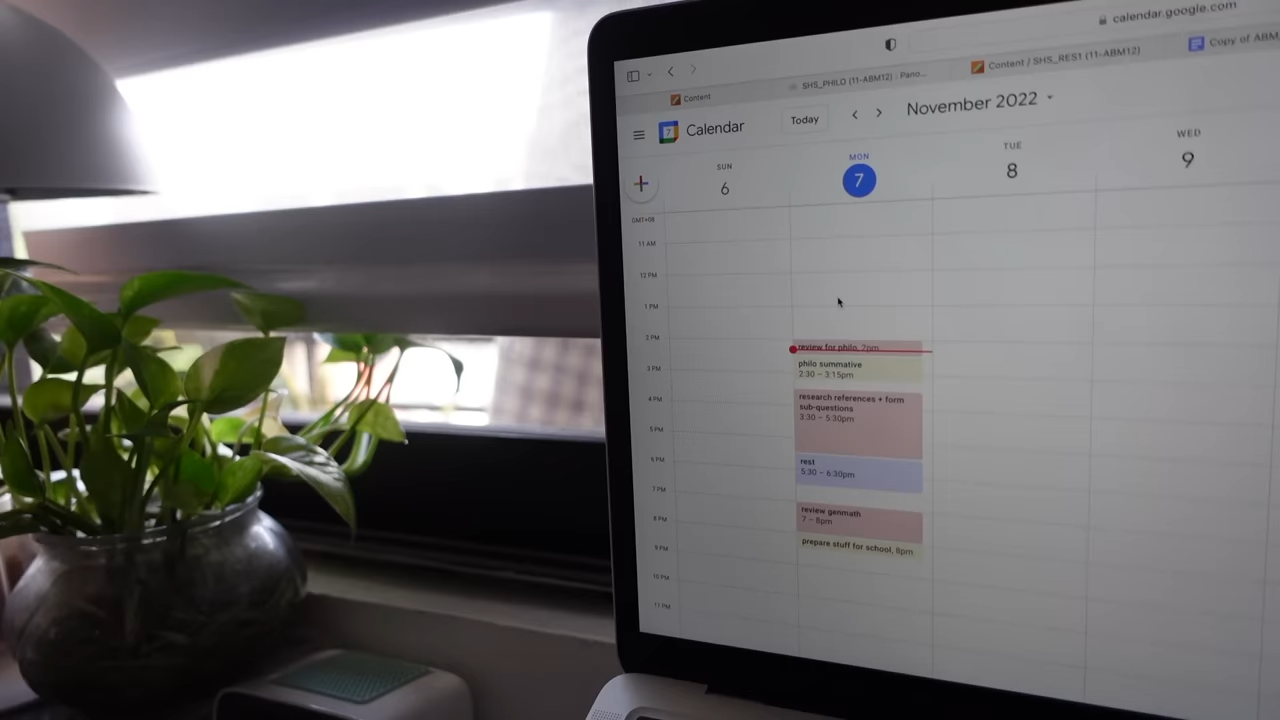 calendar.google.com
Content
SHS_PHILO (11-ABM12) : Pano...
Content / SHS_RES1 (11-ABM12)
Copy of ABM
7
Calendar
Today
November 2022
SUN
6
MON
7
TUE
8
WED
9
GMT+08
11 AM
12 PM
1 PM
2 PM
3 PM
4 PM
5 PM
6 PM
7 PM
8 PM
9 PM
10 PM
11 PM
review for philo, 2pm
philo summative
2:30 – 3:15pm
research references + form
sub-questions
3:30 – 5:30pm
rest
5:30 – 6:30pm
review genmath
7 – 8pm
prepare stuff for school, 8pm